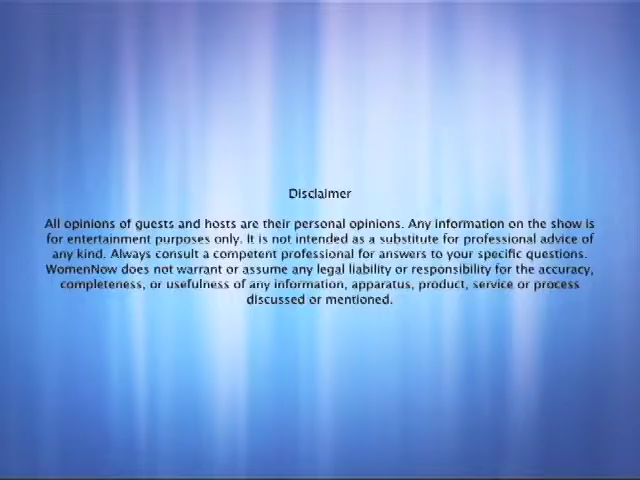 Disclaimer
All opinions of guests and hosts are their personal opinions. Any information on the show is
for entertainment purposes only. It is not intended as a substitute for professional advice of
any kind. Always consult a competent professional for answers to your specific questions.
WomenNow does not warrant or assume any legal liability or responsibility for the accuracy,
completeness, or usefulness of any information, apparatus, product, service or process
discussed or mentioned.